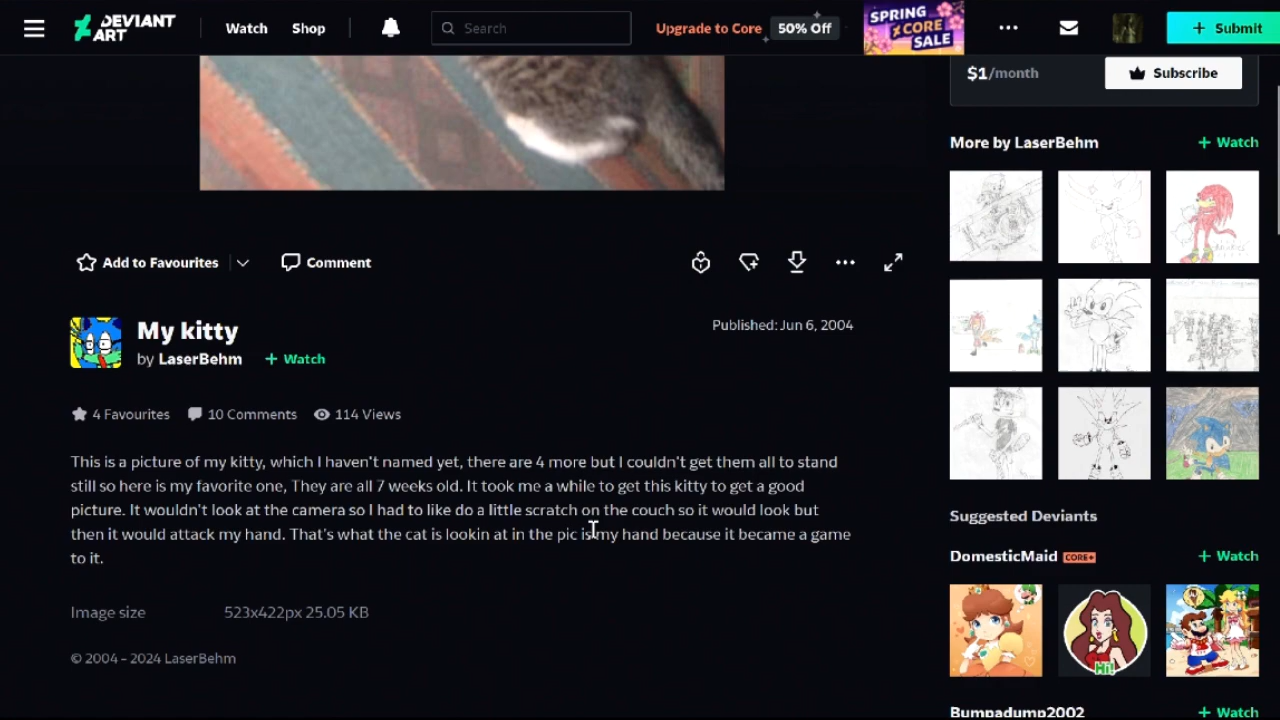 DEVIANT ART
Watch
Shop
Search
Upgrade to Core
50% Off
SPRING CORE SALE
Submit
$1/month
Subscribe
More by LaserBehm
+ Watch
Add to Favourites
Comment
My kitty
Published: Jun 6, 2004
by LaserBehm
+ Watch
4 Favourites
10 Comments
114 Views
This is a picture of my kitty, which I haven't named yet, there are 4 more but I couldn't get them all to stand
still so here is my favorite one, They are all 7 weeks old. It took me a while to get this kitty to get a good
picture. It wouldn't look at the camera so I had to like do a little scratch on the couch so it would look but
then it would attack my hand. That's what the cat is lookin at in the pic is my hand because it became a game
to it.
Image size
523x422px 25.05 KB
© 2004 - 2024 LaserBehm
Suggested Deviants
DomesticMaid CORE+
+ Watch
Hi!
Bumpadump2002
+ Watch